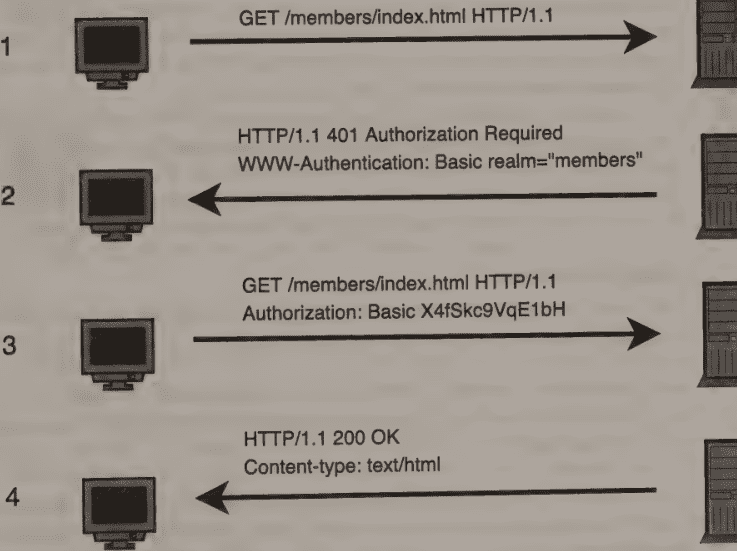 GET /members/index.html HTTP/1.1
1
HTTP/1.1 401 Authorization Required
WWW-Authentication: Basic realm="members"
2
GET /members/index.html HTTP/1.1
Authorization: Basic X4fSkc9VqE1bH
3
HTTP/1.1 200 OK
Content-type: text/html
4